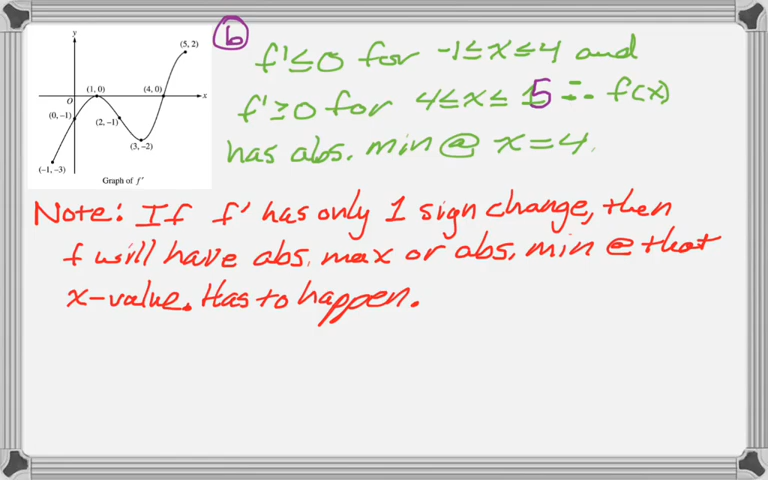 y
(5, 2)
(1, 0)
(4, 0)
O
x
(0, -1)
(2, -1)
(3, -2)
(-1, -3)
Graph of f'
b
f' ≤ 0 for -1 ≤ x ≤ 4 and
f' ≥ 0 for 4 ≤ x ≤ 5 ∴ f(x)
has abs. min @ x = 4.
Note: If f' has only 1 sign change, then
f will have abs. max or abs. min @ that
x-value. Has to happen.